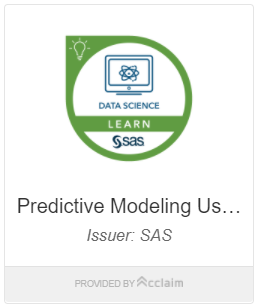 DATA SCIENCE
LEARN
sas
Predictive Modeling Us...
Issuer: SAS
PROVIDED BY Acclaim